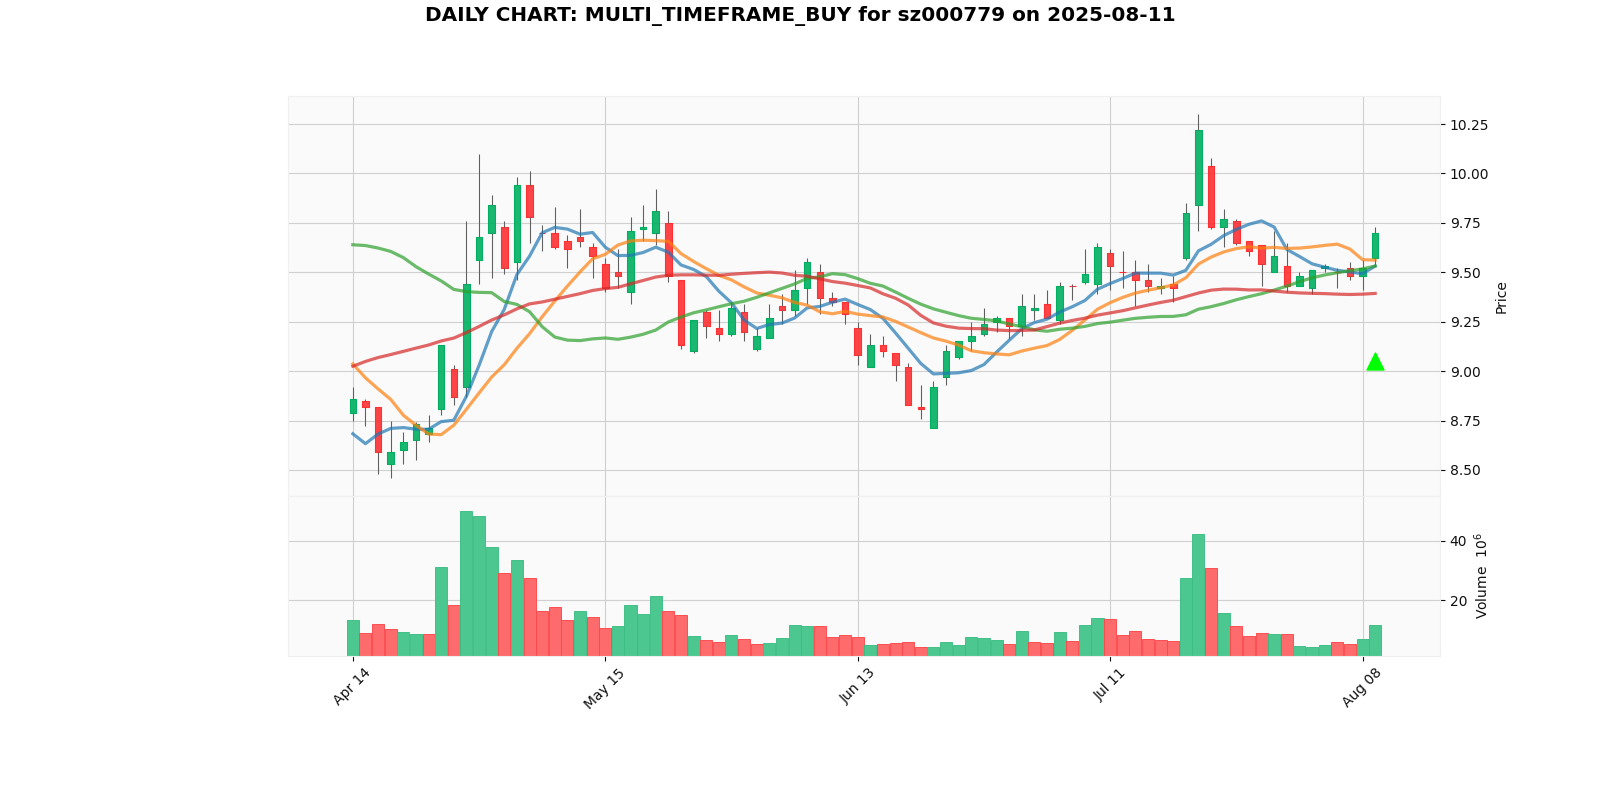 DAILY CHART: MULTI_TIMEFRAME_BUY for sz000779 on 2025-08-11
10.25
10.00
9.75
9.50
9.25
9.00
8.75
8.50
Price
40
20
Volume 10⁶
Apr 14
May 15
Jun 13
Jul 11
Aug 08